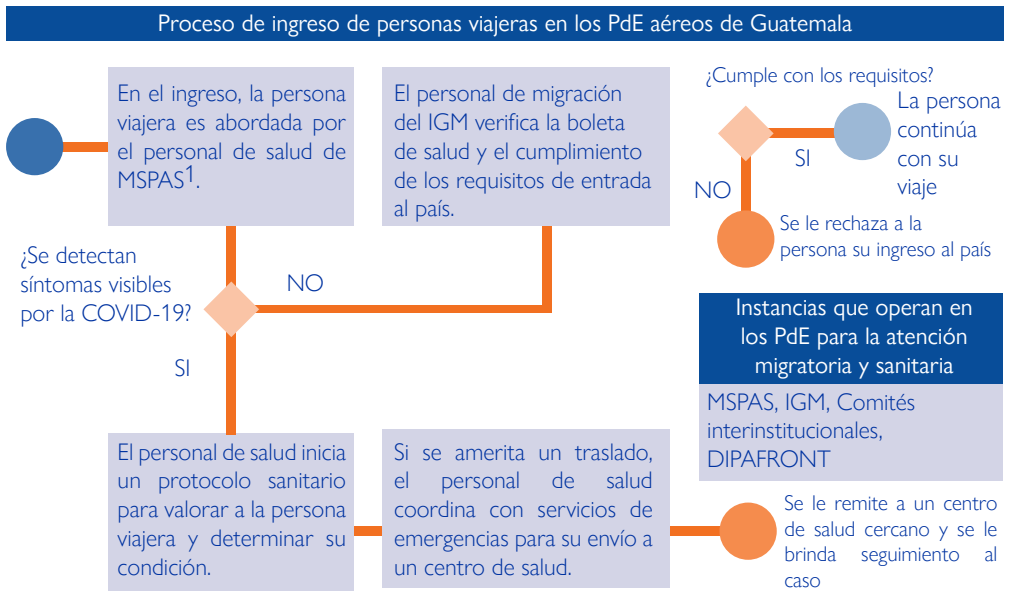 Proceso de ingreso de personas viajeras en los PdE aéreos de Guatemala
En el ingreso, la persona
viajera es abordada por
el personal de salud de
MSPAS1.
El personal de migración
del IGM verifica la boleta
de salud y el cumplimiento
de los requisitos de entrada
al país.
¿Cumple con los requisitos?
La persona
continúa
con su
viaje
SI
NO
Se le rechaza a la
persona su ingreso al país
¿Se detectan
síntomas visibles
por la COVID-19?
NO
SI
Instancias que operan en
los PdE para la atención
migratoria y sanitaria
MSPAS, IGM, Comités
interinstitucionales,
DIPAFRONT
El personal de salud inicia
un protocolo sanitario
para valorar a la persona
viajera y determinar su
condición.
Si se amerita un traslado,
el personal de salud
coordina con servicios de
emergencias para su envío a
un centro de salud.
Se le remite a un centro
de salud cercano y se le
brinda seguimiento al
caso